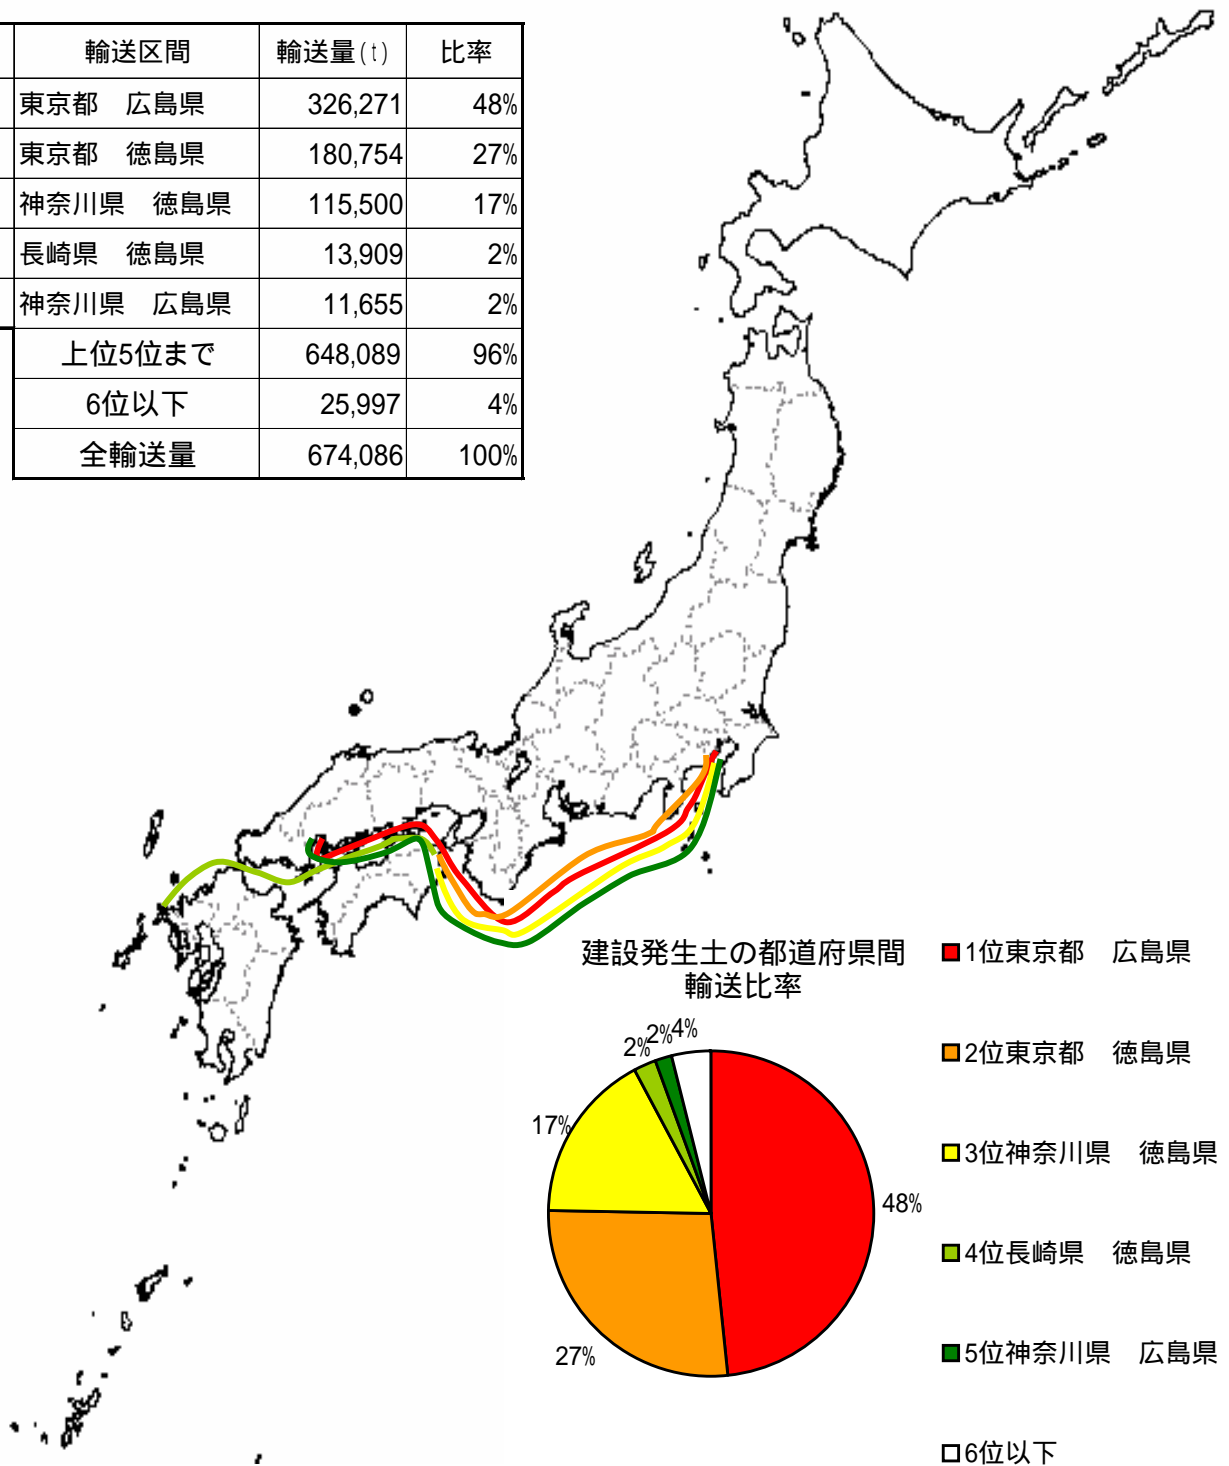 輸送区間 輸送量(t) 比率
東京都 広島県 326,271 48%
東京都 徳島県 180,754 27%
神奈川県 徳島県 115,500 17%
長崎県 徳島県 13,909 2%
神奈川県 広島県 11,655 2%
上位5位まで 648,089 96%
6位以下 25,997 4%
全輸送量 674,086 100%
建設発生土の都道府県間
輸送比率
2%
2%
4%
17%
48%
27%
1位東京都 広島県
2位東京都 徳島県
3位神奈川県 徳島県
4位長崎県 徳島県
5位神奈川県 広島県
6位以下